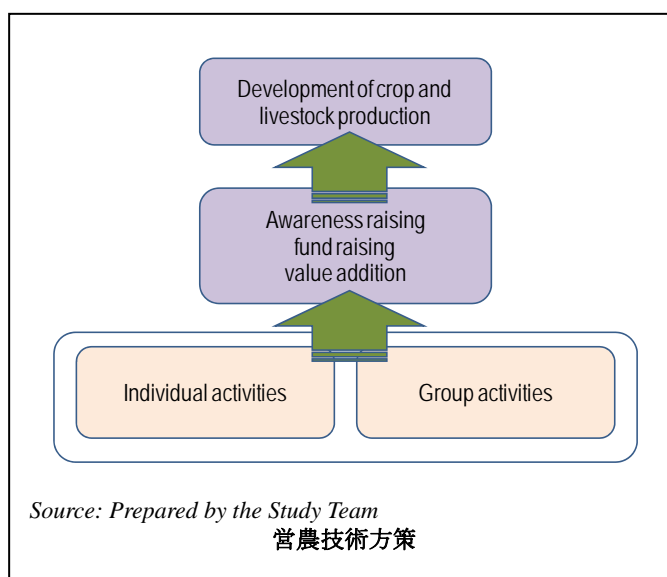 Development of crop and
livestock production
Awareness raising
fund raising
value addition
Individual activities
Group activities
Source: Prepared by the Study Team
営農技術方策